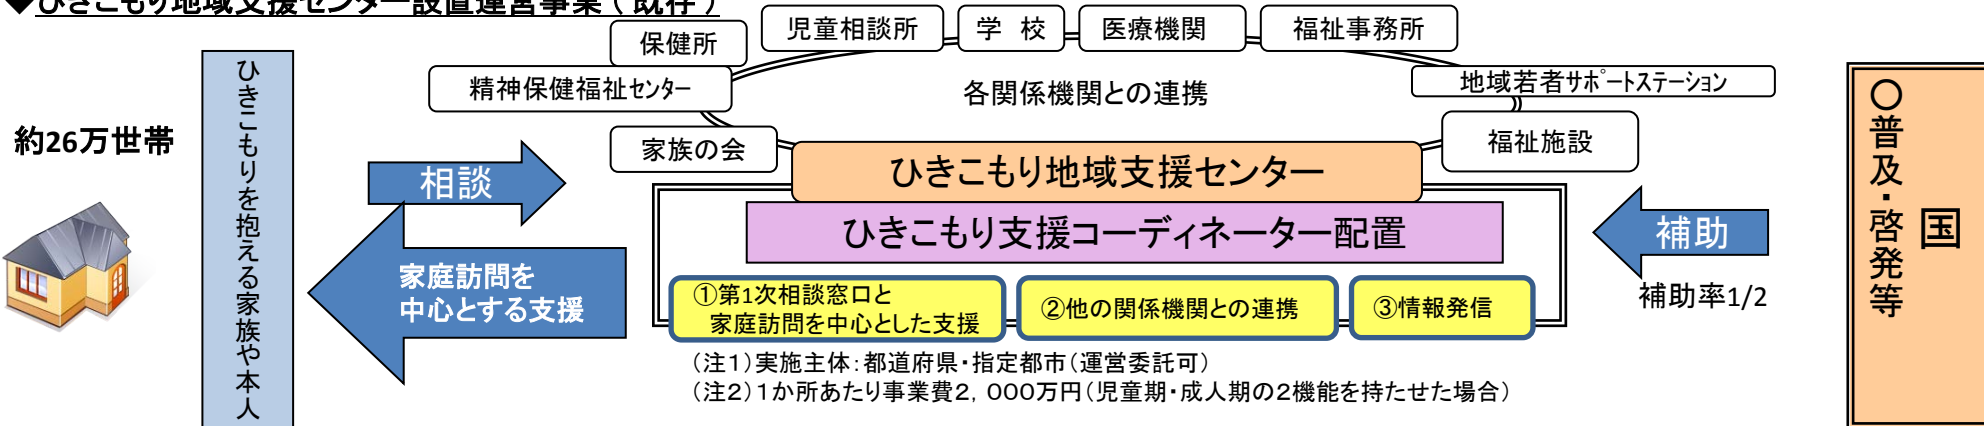 ◆ひきこもり地域支援センター設置運営事業(既存)
保健所
児童相談所
学 校
医療機関
福祉事務所
精神保健福祉センター
各関係機関との連携
地域若者サポートステーション
家族の会
福祉施設
約26万世帯
ひきこもりを抱える家族や本人
相談
家庭訪問を
中心とする支援
ひきこもり地域支援センター
ひきこもり支援コーディネーター配置
①第1次相談窓口と
家庭訪問を中心とした支援
②他の関係機関との連携
③情報発信
補助
補助率1/2
国
○普及・啓発等
(注1)実施主体:都道府県・指定都市(運営委託可)
(注2)1か所あたり事業費2,000万円(児童期・成人期の2機能を持たせた場合)